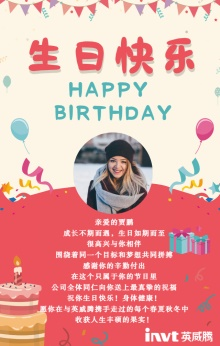 生日快乐
HAPPY
BIRTHDAY
亲爱的贾鹏
成长不期而遇，生日如期而至
很高兴与你相伴
围绕着同一个目标和梦想共同拼搏
感谢你的辛勤付出
在这个只属于你的节日里
公司全体同仁向你送上最真挚的祝福
祝你生日快乐！身体健康！
愿你在与英威腾携手走过的每个春夏秋冬中
收获人生丰硕的果实！
invt 英威腾